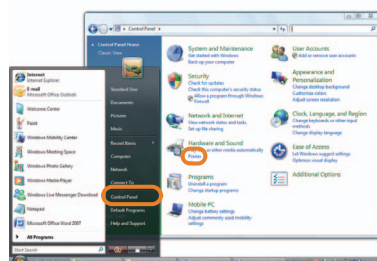 Control Panel
Control Panel Home
Classic View
System and Maintenance
Get started with Windows
Back up your computer
Security
Check for updates
Check this computer's security status
Allow a program through Windows
Firewall
Network and Internet
View network status and tasks
Set up file sharing
Hardware and Sound
or other media automatically
Printer
Programs
Uninstall a program
Change startup programs
Mobile PC
Change battery settings
Adjust commonly used mobility
settings
User Accounts
Add or remove user accounts
Appearance and
Personalization
Change desktop background
Customize colors
Adjust screen resolution
Clock, Language, and Region
Change keyboards or other input
methods
Change display language
Ease of Access
Let Windows suggest settings
Optimize visual display
Additional Options
Internet
Internet Explorer
E-mail
Microsoft Office Outlook
Welcome Center
Paint
Windows Mobility Center
Windows Meeting Space
Windows Photo Gallery
Windows Media Player
Windows Live Messenger Download
Notepad
Microsoft Office Word 2007
All Programs
Start Search
Standard User
Documents
Pictures
Music
Recent Items
Computer
Network
Connect To
Control Panel
Default Programs
Help and Support